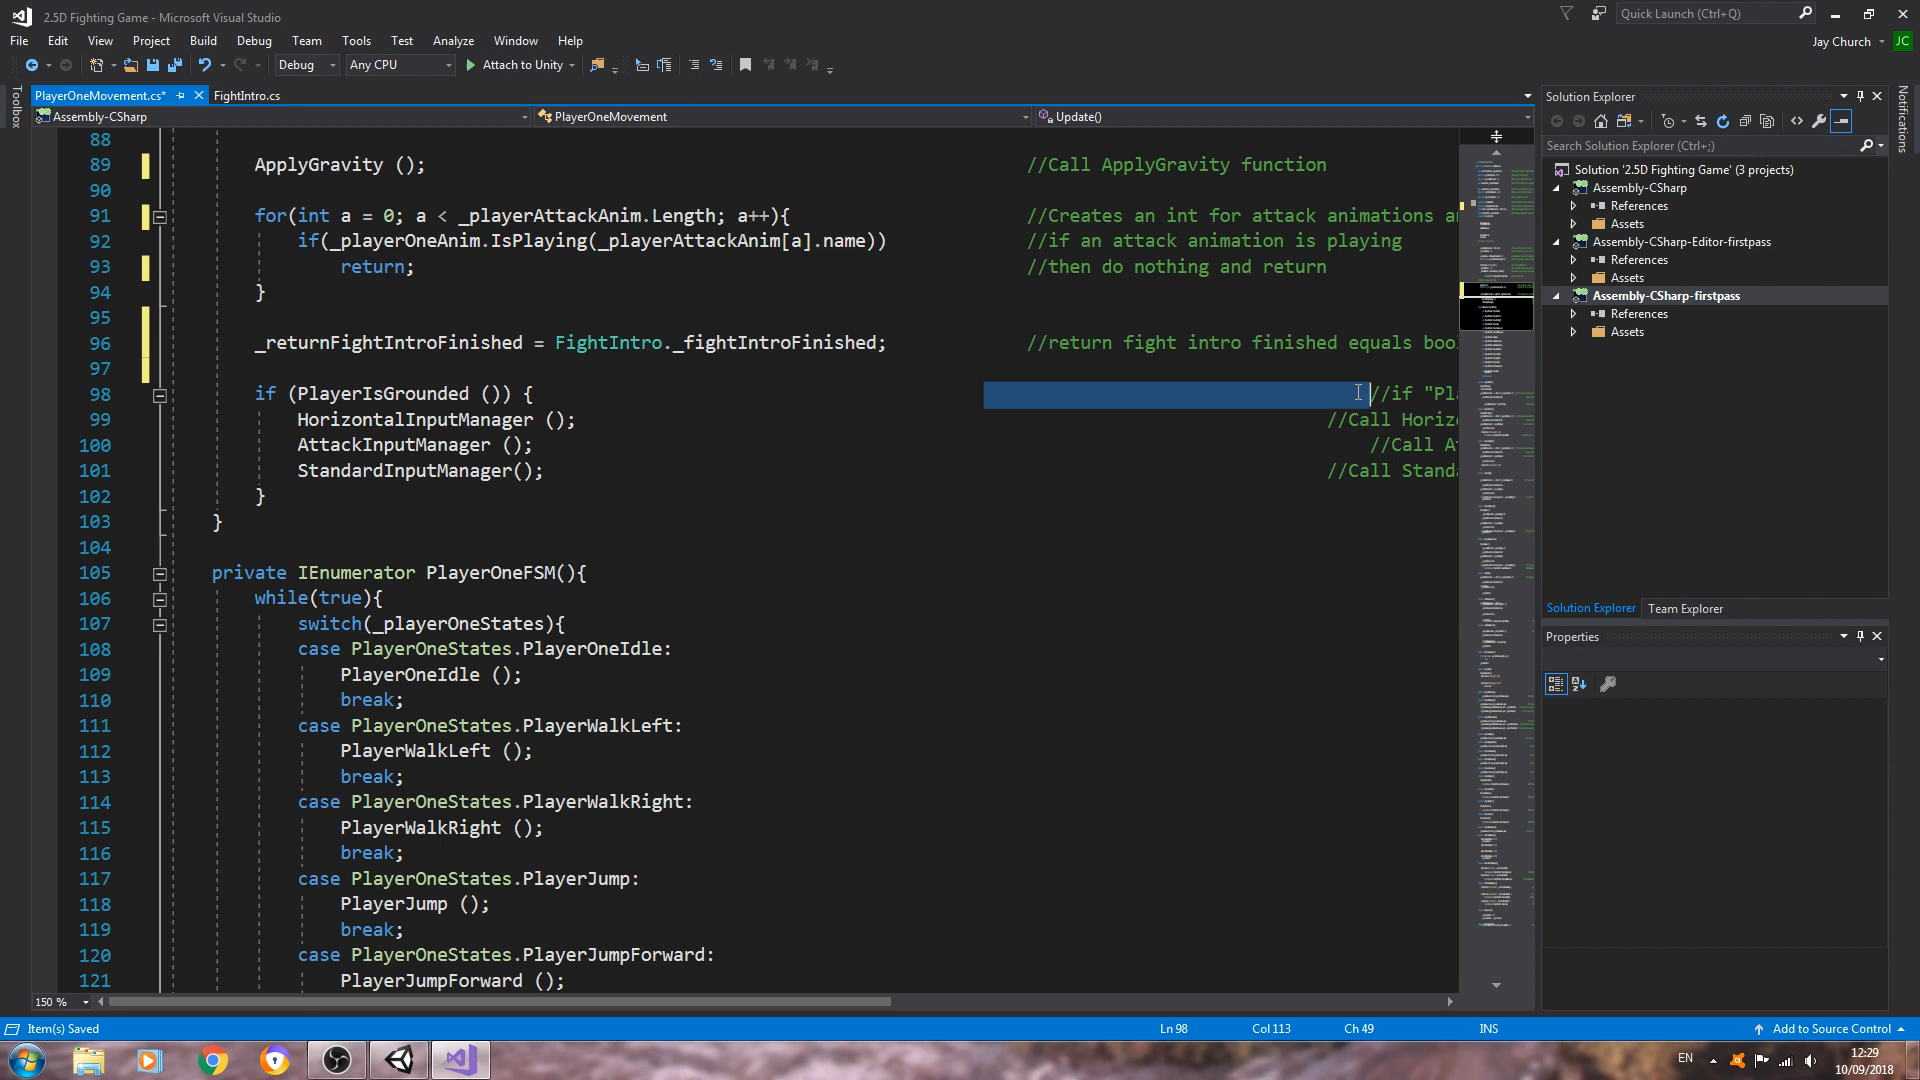 2.5D Fighting Game - Microsoft Visual Studio
Quick Launch (Ctrl+Q)
File Edit View Project Build Debug Team Tools Test Analyze Window Help
Jay Church JC
Debug Any CPU Attach to Unity
Toolbox
PlayerOneMovement.cs* FightIntro.cs
Assembly-CSharp PlayerOneMovement Update()
88
89 ApplyGravity (); //Call ApplyGravity function
90
91 for(int a = 0; a < _playerAttackAnim.Length; a++){ //Creates an int for attack animations a
92 if(_playerOneAnim.IsPlaying(_playerAttackAnim[a].name)) //if an attack animation is playing
93 return; //then do nothing and return
94 }
95
96 _returnFightIntroFinished = FightIntro._fightIntroFinished; //return fight intro finished equals boo
97
98 if (PlayerIsGrounded ()) { //if "Pl
99 HorizontalInputManager (); //Call Horiz
100 AttackInputManager (); //Call A
101 StandardInputManager(); //Call Stand
102 }
103 }
104
105 private IEnumerator PlayerOneFSM(){
106 while(true){
107 switch(_playerOneStates){
108 case PlayerOneStates.PlayerOneIdle:
109 PlayerOneIdle ();
110 break;
111 case PlayerOneStates.PlayerWalkLeft:
112 PlayerWalkLeft ();
113 break;
114 case PlayerOneStates.PlayerWalkRight:
115 PlayerWalkRight ();
116 break;
117 case PlayerOneStates.PlayerJump:
118 PlayerJump ();
119 break;
120 case PlayerOneStates.PlayerJumpForward:
121 PlayerJumpForward ();
150 %
Solution Explorer
Search Solution Explorer (Ctrl+;)
Solution '2.5D Fighting Game' (3 projects)
Assembly-CSharp
References
Assets
Assembly-CSharp-Editor-firstpass
References
Assets
Assembly-CSharp-firstpass
References
Assets
Solution Explorer Team Explorer
Properties
Notifications
Item(s) Saved Ln 98 Col 113 Ch 49 INS Add to Source Control
EN 12:29
10/09/2018